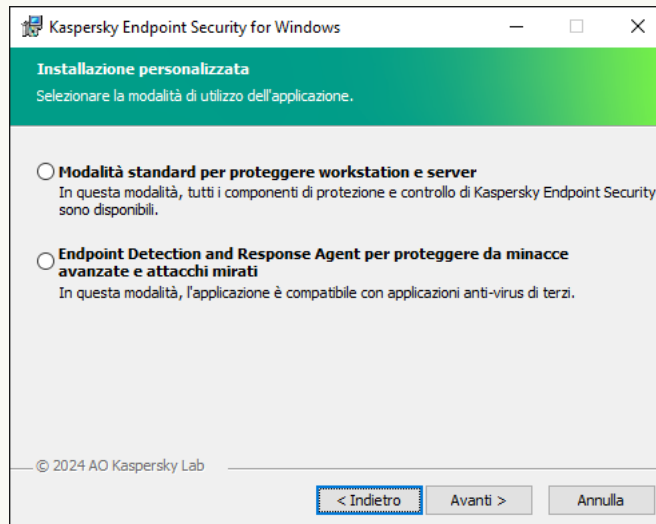 Kaspersky Endpoint Security for Windows
Installazione personalizzata
Selezionare la modalità di utilizzo dell'applicazione.
Modalità standard per proteggere workstation e server
In questa modalità, tutti i componenti di protezione e controllo di Kaspersky Endpoint Security
sono disponibili.
Endpoint Detection and Response Agent per proteggere da minacce
avanzate e attacchi mirati
In questa modalità, l'applicazione è compatibile con applicazioni anti-virus di terzi.
© 2024 AO Kaspersky Lab
< Indietro Avanti > Annulla